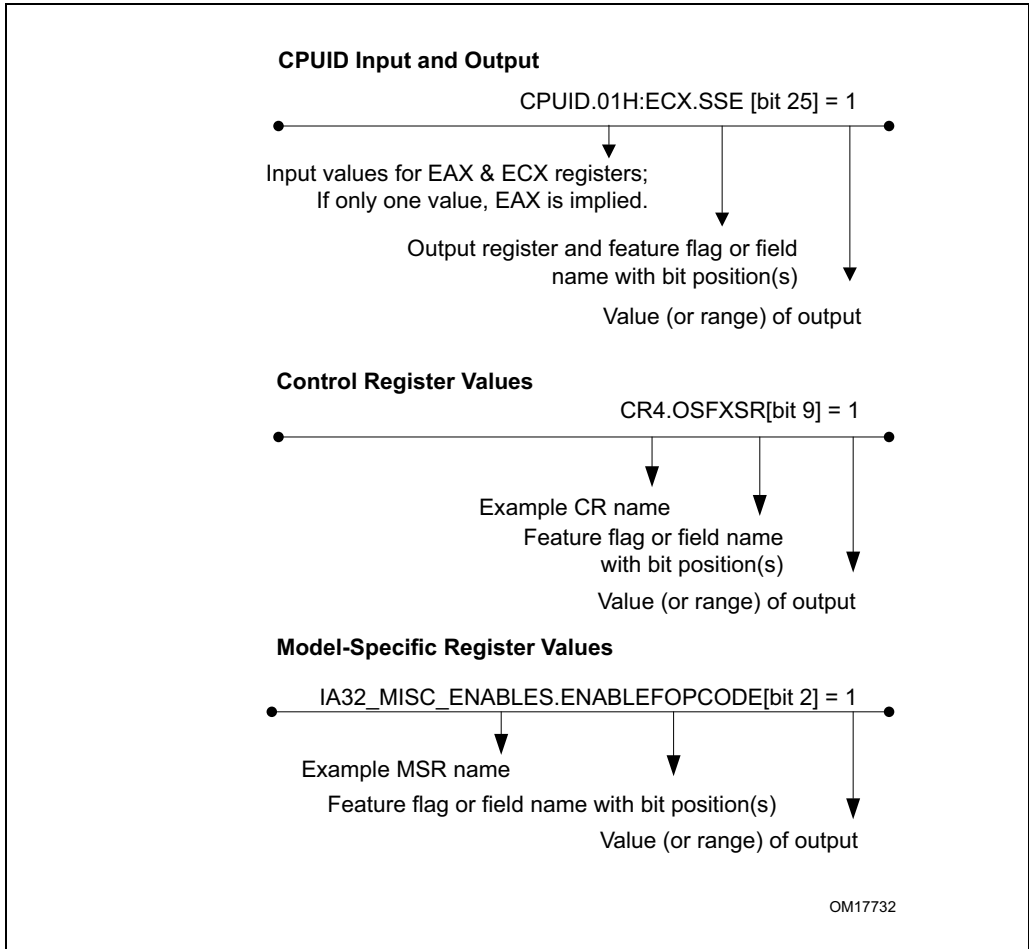 CPUID Input and Output
CPUID.01H:ECX.SSE [bit 25] = 1
Input values for EAX & ECX registers;
If only one value, EAX is implied.
Output register and feature flag or field
name with bit position(s)
Value (or range) of output
Control Register Values
CR4.OSFXSR[bit 9] = 1
Example CR name
Feature flag or field name
with bit position(s)
Value (or range) of output
Model-Specific Register Values
IA32_MISC_ENABLES.ENABLEFOPCODE[bit 2] = 1
Example MSR name
Feature flag or field name with bit position(s)
Value (or range) of output
OM17732